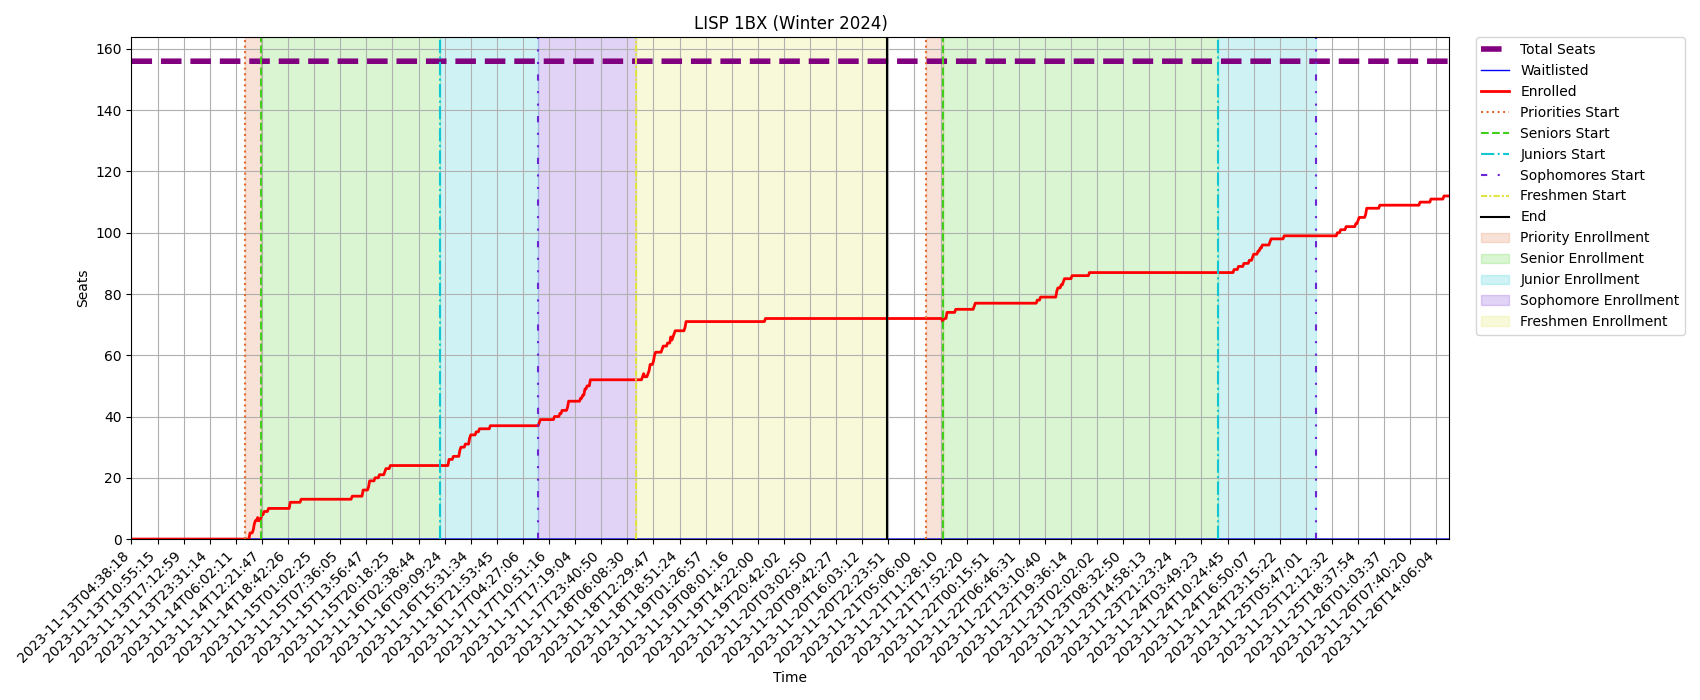 LISP 1BX (Winter 2024)
160
140
120
100
80
60
40
20
0
Seats
2023-11-13T04:38:18
2023-11-13T10:55:15
2023-11-13T17:12:59
2023-11-13T23:31:14
2023-11-14T06:02:11
2023-11-14T12:21:47
2023-11-14T18:42:26
2023-11-15T01:02:25
2023-11-15T07:36:05
2023-11-15T13:56:47
2023-11-15T20:18:25
2023-11-16T02:38:44
2023-11-16T09:09:24
2023-11-16T15:31:34
2023-11-16T21:53:45
2023-11-17T04:27:06
2023-11-17T10:51:16
2023-11-17T17:19:04
2023-11-17T23:40:50
2023-11-18T06:08:30
2023-11-18T12:29:47
2023-11-18T18:51:24
2023-11-19T01:26:57
2023-11-19T08:01:16
2023-11-19T14:22:00
2023-11-19T20:42:02
2023-11-20T03:02:50
2023-11-20T09:42:27
2023-11-20T16:03:12
2023-11-20T22:23:51
2023-11-21T05:06:00
2023-11-21T11:28:10
2023-11-21T17:52:20
2023-11-22T00:15:51
2023-11-22T06:46:31
2023-11-22T13:10:40
2023-11-22T19:36:14
2023-11-23T02:02:02
2023-11-23T08:32:50
2023-11-23T14:58:13
2023-11-23T21:23:24
2023-11-24T03:49:23
2023-11-24T10:24:45
2023-11-24T16:50:07
2023-11-24T23:15:22
2023-11-25T05:47:01
2023-11-25T12:12:32
2023-11-25T18:37:54
2023-11-26T01:03:37
2023-11-26T07:40:20
2023-11-26T14:06:04
Time
Total Seats
Waitlisted
Enrolled
Priorities Start
Seniors Start
Juniors Start
Sophomores Start
Freshmen Start
End
Priority Enrollment
Senior Enrollment
Junior Enrollment
Sophomore Enrollment
Freshmen Enrollment